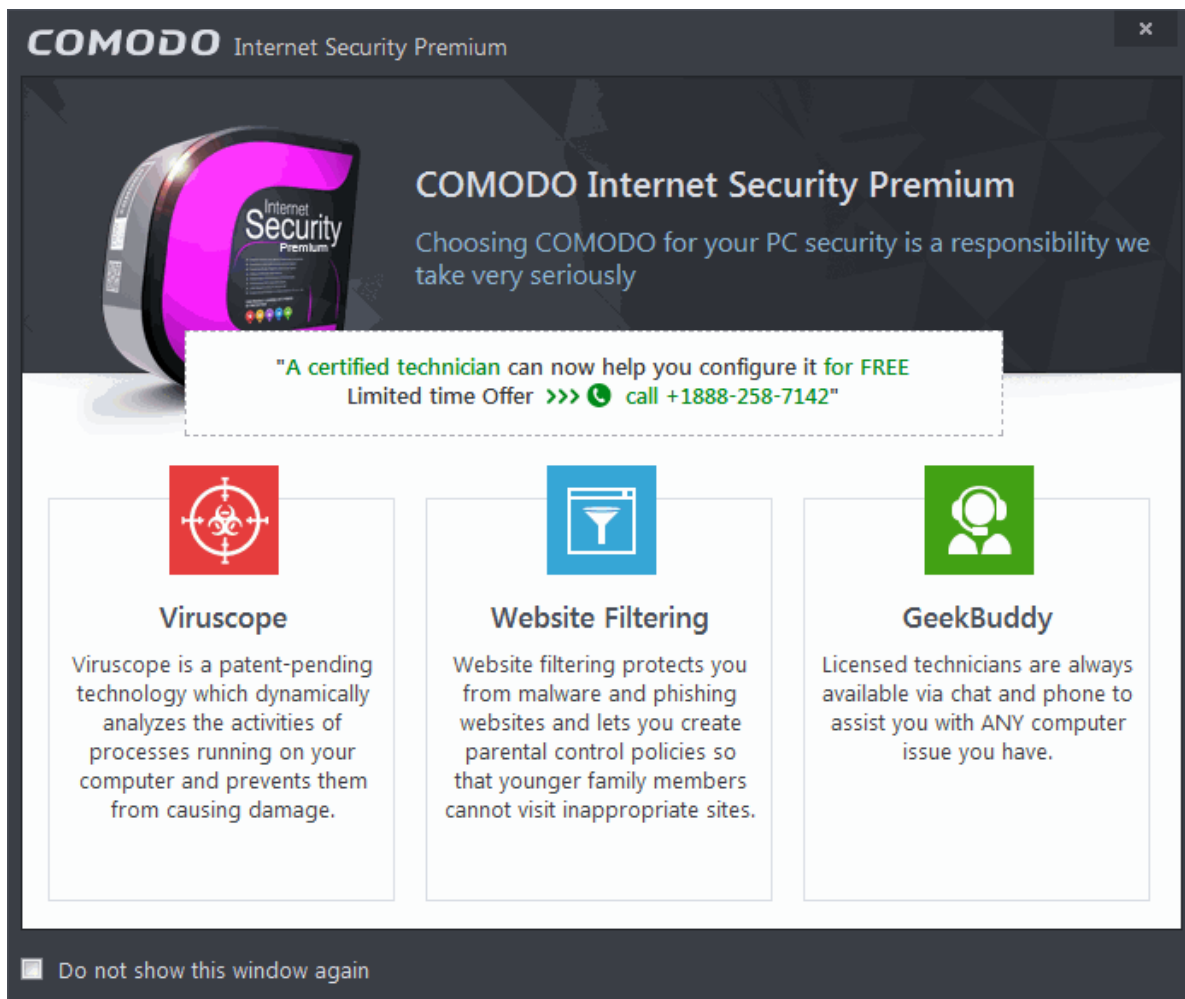 COMODO Internet Security Premium
Internet
Security
Premium
COMODO Internet Security Premium
Choosing COMODO for your PC security is a responsibility we
take very seriously
"A certified technician can now help you configure it for FREE
Limited time Offer >>> call +1888-258-7142"
Viruscope
Viruscope is a patent-pending
technology which dynamically
analyzes the activities of
processes running on your
computer and prevents them
from causing damage.
Website Filtering
Website filtering protects you
from malware and phishing
websites and lets you create
parental control policies so
that younger family members
cannot visit inappropriate sites.
GeekBuddy
Licensed technicians are always
available via chat and phone to
assist you with ANY computer
issue you have.
Do not show this window again